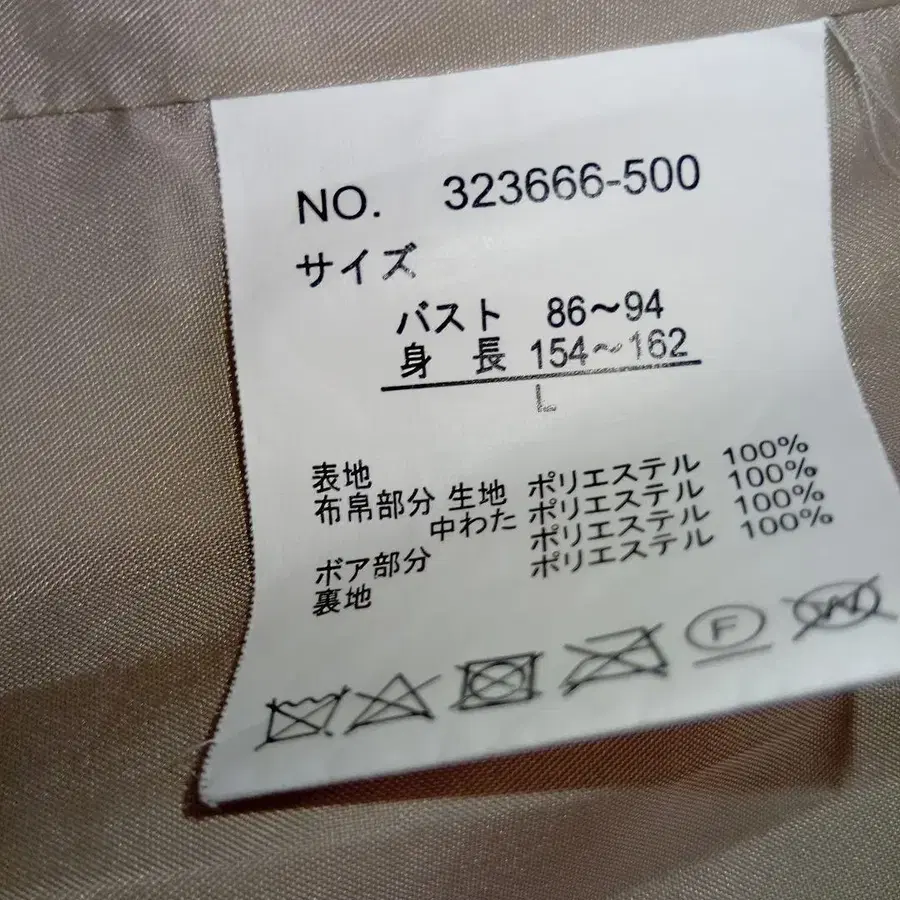 NO. 323666-500
サイズ
バスト 86～94
身 長 154～162
L
表地
布帛部分 生地 ポリエステル 100%
中わた ポリエステル 100%
ボア部分 ポリエステル 100%
裏地 ポリエステル 100%
F
W